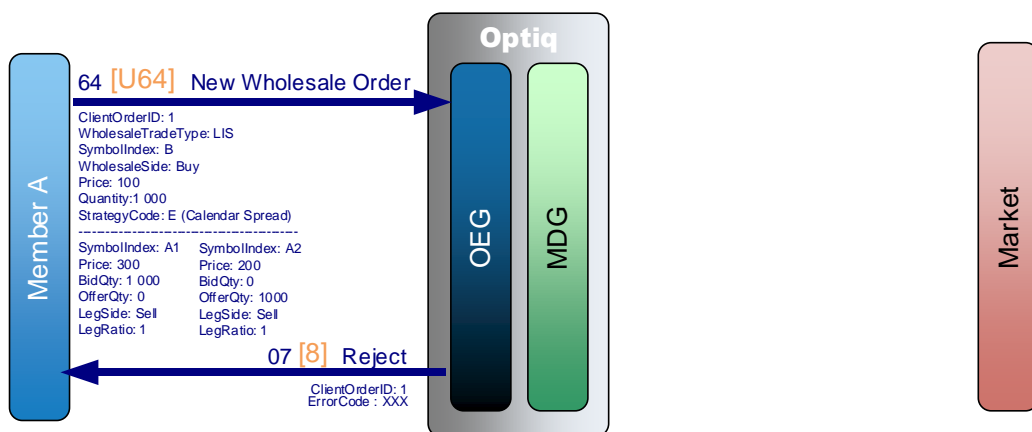 Optiq
64 [U64] New Wholesale Order
ClientOrderID: 1
WholesaleTradeType: LIS
SymbolIndex: B
WholesaleSide: Buy
Price: 100
Quantity:1 000
StrategyCode: E (Calendar Spread)
--------------------------------------------
SymbolIndex: A1 SymbolIndex: A2
Price: 300 Price: 200
BidQty: 1 000 BidQty: 0
OfferQty: 0 OfferQty: 1000
LegSide: Sell LegSide: Sell
LegRatio: 1 LegRatio: 1
07 [8] Reject
ClientOrderID: 1
ErrorCode : XXX
Member A
OEG
MDG
Market